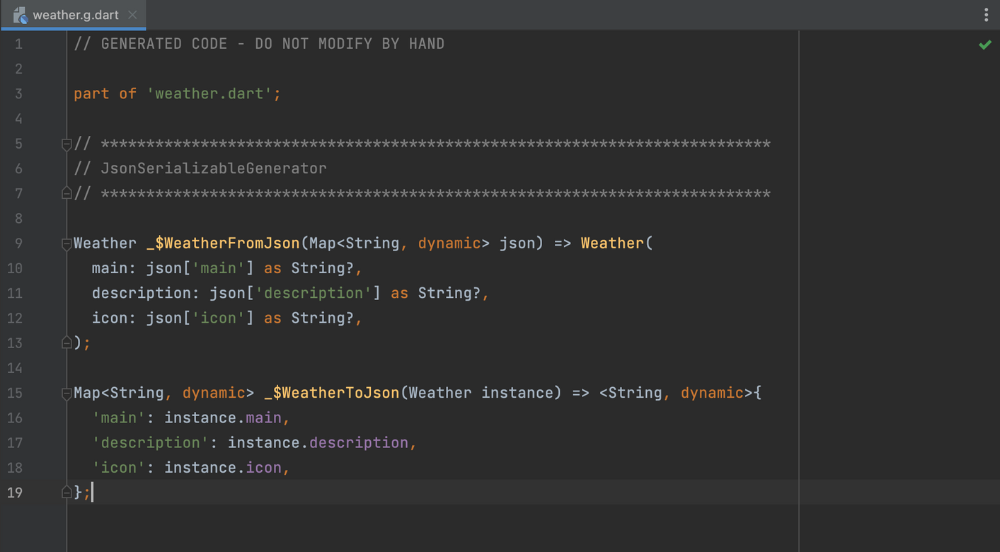 weather.g.dart
1 // GENERATED CODE - DO NOT MODIFY BY HAND
2
3 part of 'weather.dart';
4
5 // **************************************************************************
6 // JsonSerializableGenerator
7 // **************************************************************************
8
9 Weather _$WeatherFromJson(Map<String, dynamic> json) => Weather(
10   main: json['main'] as String?,
11   description: json['description'] as String?,
12   icon: json['icon'] as String?,
13 );
14
15 Map<String, dynamic> _$WeatherToJson(Weather instance) => <String, dynamic>{
16   'main': instance.main,
17   'description': instance.description,
18   'icon': instance.icon,
19 };